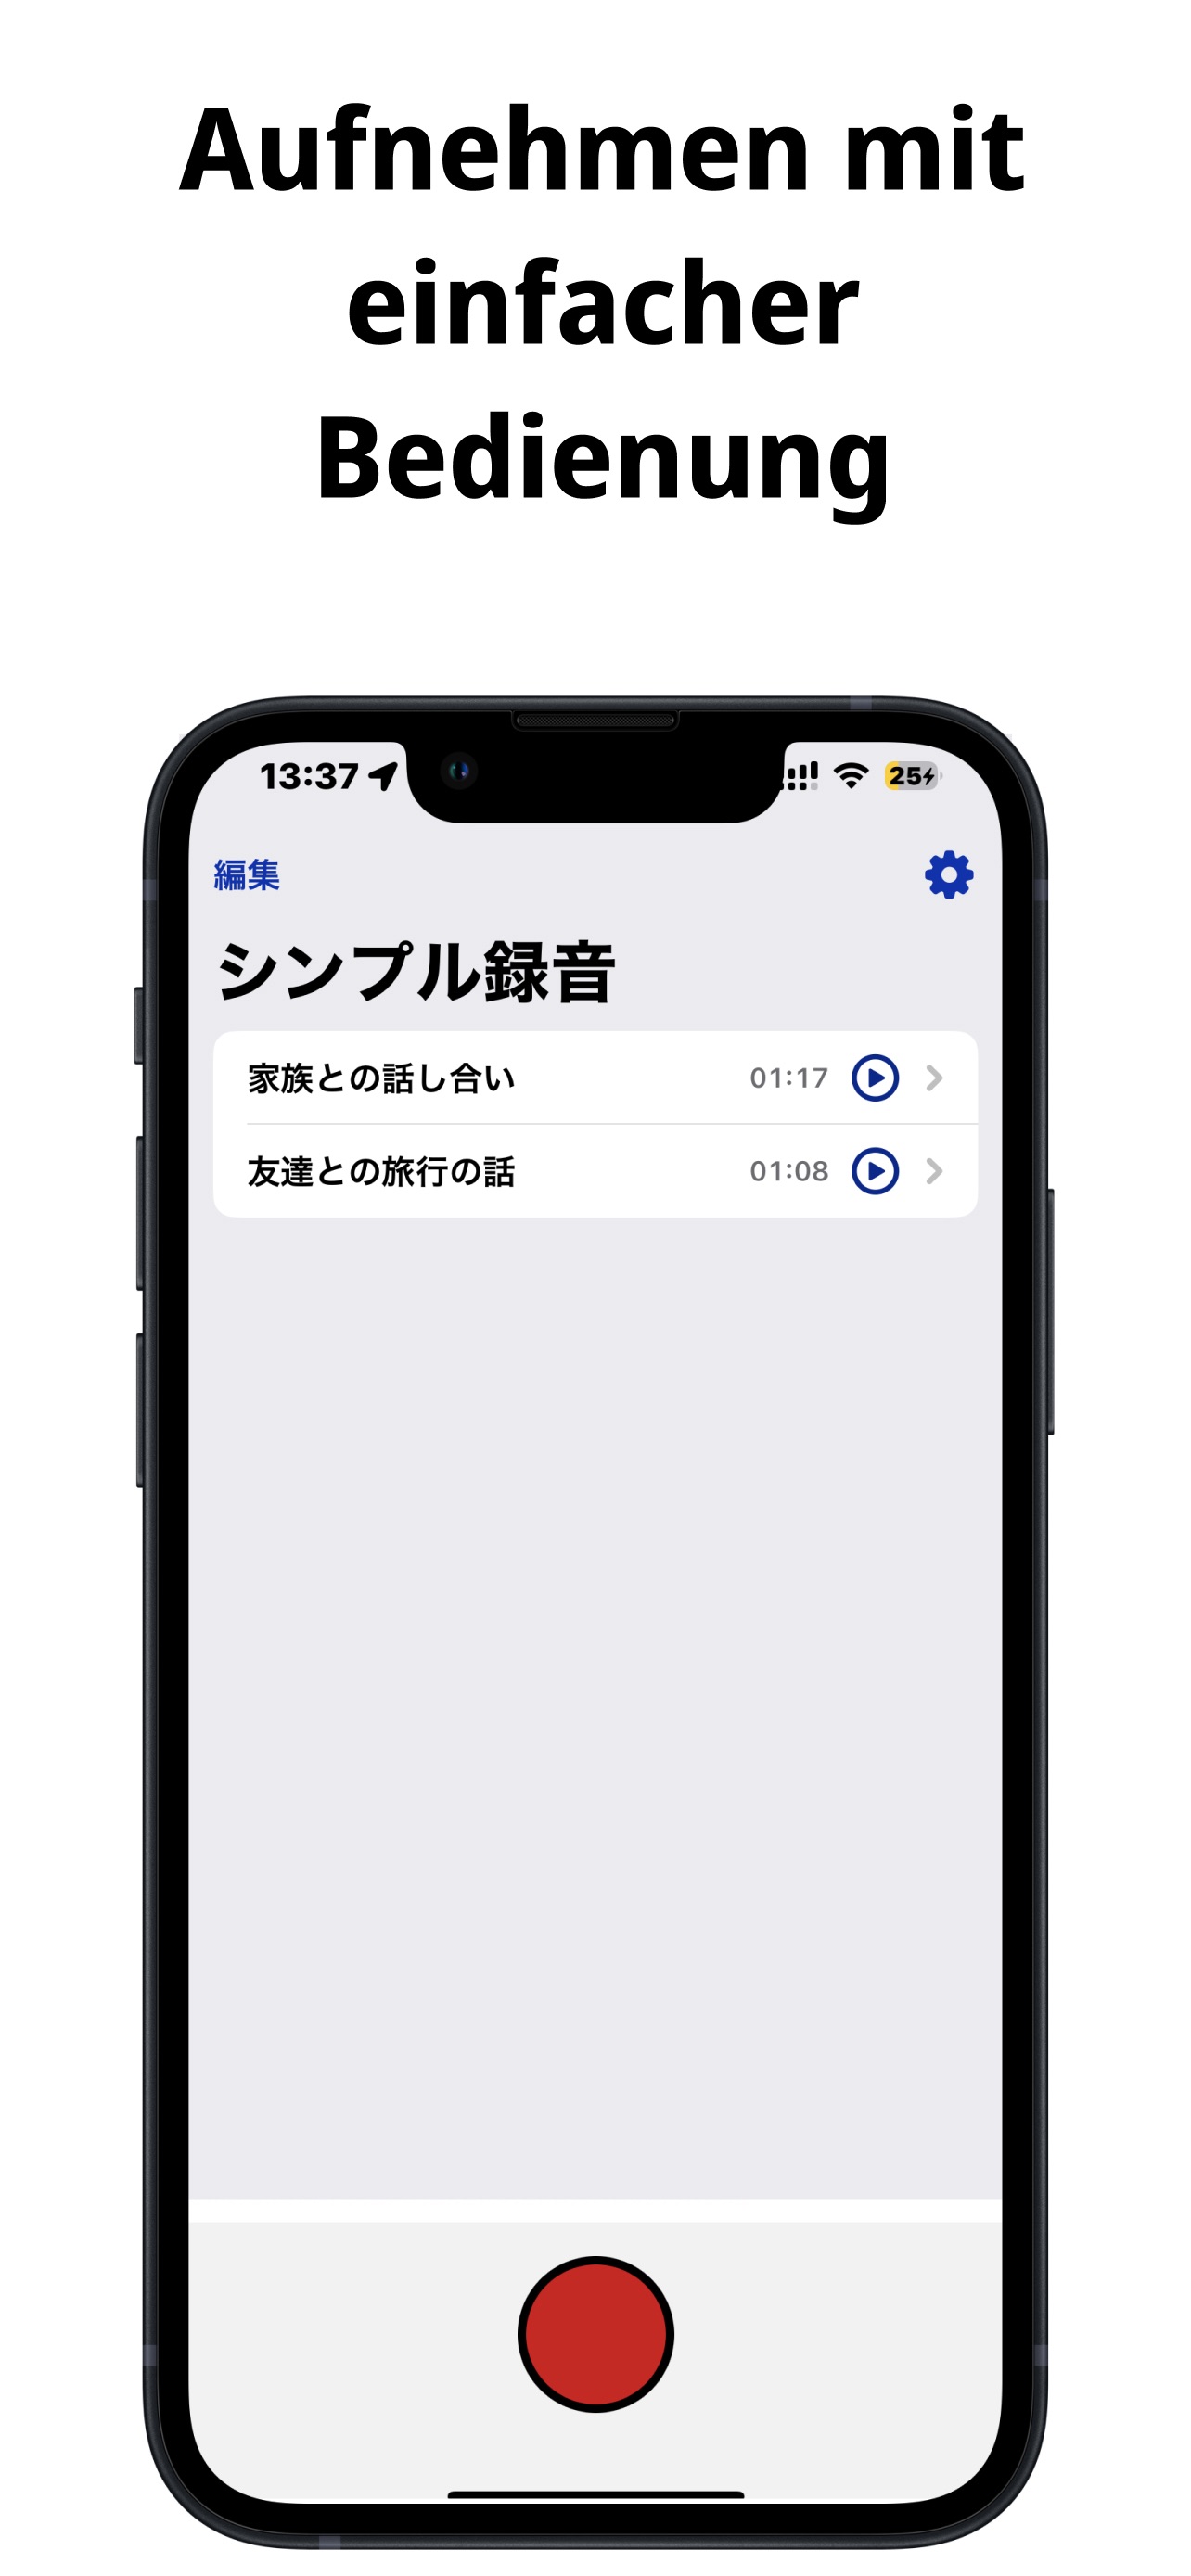 Aufnehmen mit
einfacher
Bedienung
13:37
25
編集
シンプル録音
家族との話し合い 01:17
友達との旅行の話 01:08